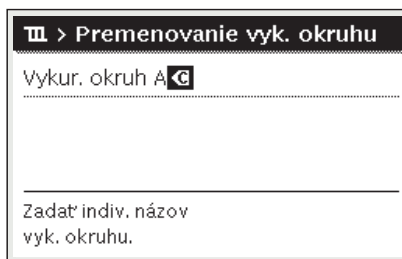 > Premenovanie vyk. okruhu
Vykur. okruh A C
Zadať indiv. názov
vyk. okruhu.